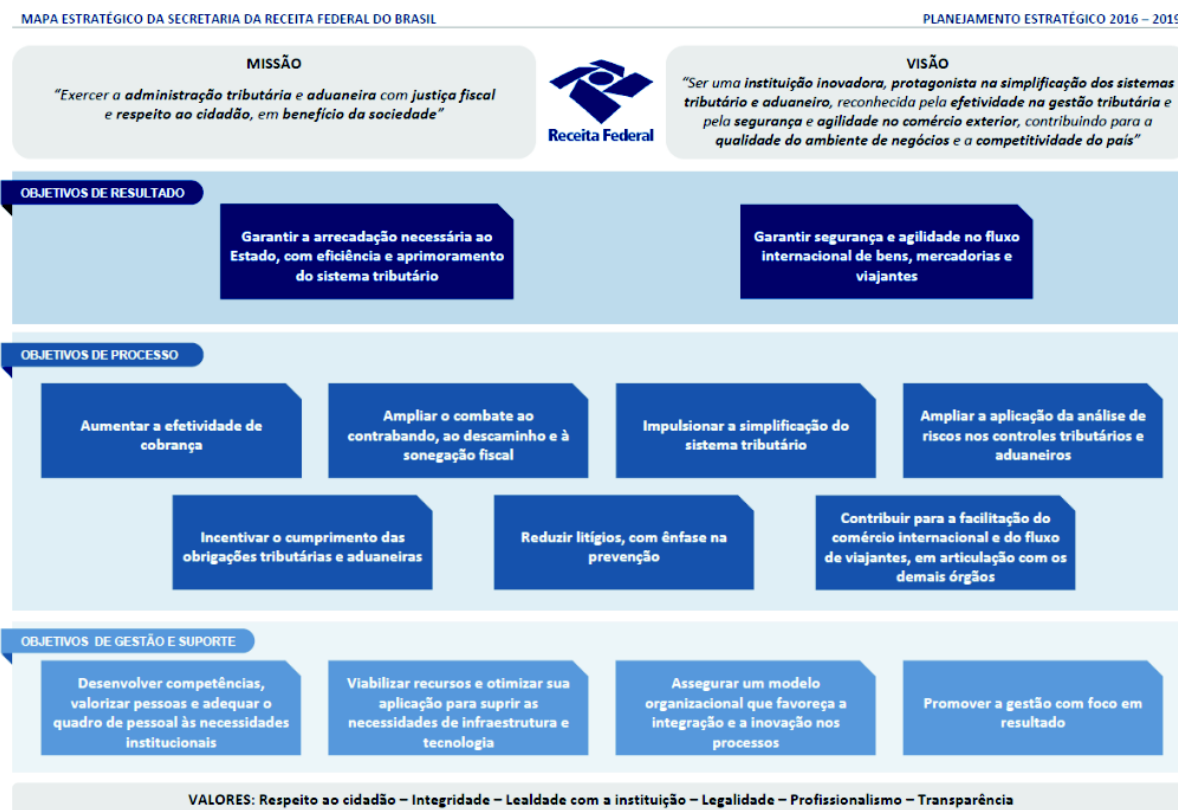 MAPA ESTRATÉGICO DA SECRETARIA DA RECEITA FEDERAL DO BRASIL
PLANEJAMENTO ESTRATÉGICO 2016 – 2019
MISSÃO
"Exercer a administração tributária e aduaneira com justiça fiscal
e respeito ao cidadão, em benefício da sociedade"
Receita Federal
VISÃO
"Ser uma instituição inovadora, protagonista na simplificação dos sistemas
tributário e aduaneiro, reconhecida pela efetividade na gestão tributária e
pela segurança e agilidade no comércio exterior, contribuindo para a
qualidade do ambiente de negócios e a competitividade do país"
OBJETIVOS DE RESULTADO
Garantir a arrecadação necessária ao
Estado, com eficiência e aprimoramento
do sistema tributário
Garantir segurança e agilidade no fluxo
internacional de bens, mercadorias e
viajantes
OBJETIVOS DE PROCESSO
Aumentar a efetividade de
cobrança
Ampliar o combate ao
contrabando, ao descaminho e à
sonegação fiscal
Impulsionar a simplificação do
sistema tributário
Ampliar a aplicação da análise de
riscos nos controles tributários e
aduaneiros
Incentivar o cumprimento das
obrigações tributárias e aduaneiras
Reduzir litígios, com ênfase na
prevenção
Contribuir para a facilitação do
comércio internacional e do fluxo
de viajantes, em articulação com os
demais órgãos
OBJETIVOS DE GESTÃO E SUPORTE
Desenvolver competências,
valorizar pessoas e adequar o
quadro de pessoal às necessidades
institucionais
Viabilizar recursos e otimizar sua
aplicação para suprir as
necessidades de infraestrutura e
tecnologia
Assegurar um modelo
organizacional que favoreça a
integração e a inovação nos
processos
Promover a gestão com foco em
resultado
VALORES: Respeito ao cidadão – Integridade – Lealdade com a instituição – Legalidade – Profissionalismo – Transparência